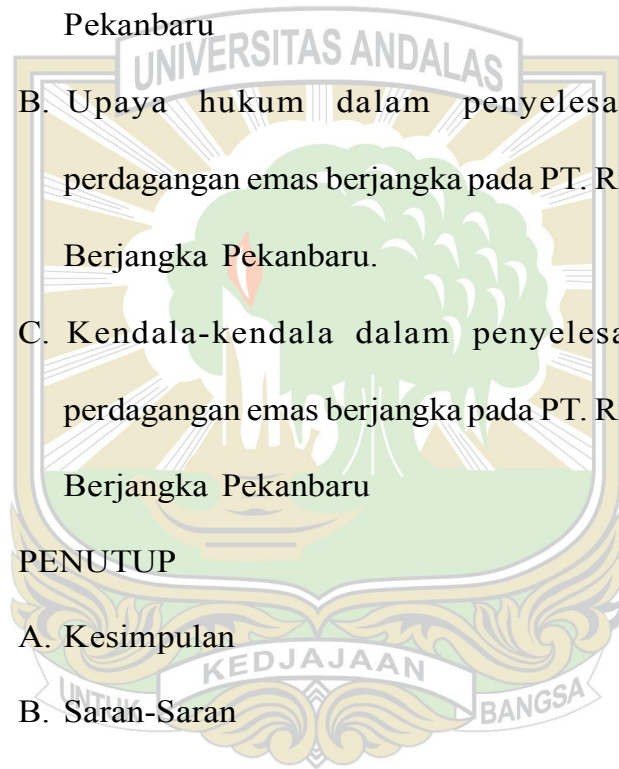 Pekanbaru
UNIVERSITAS ANDALAS
B. Upaya hukum dalam penyelesa
perdagangan emas berjangka pada PT. R
Berjangka Pekanbaru.
C. Kendala-kendala dalam penyelesa
perdagangan emas berjangka pada PT. R
Berjangka Pekanbaru
PENUTUP
A. Kesimpulan
KEDJAJAAN
UNTUK BANGSA
B. Saran-Saran